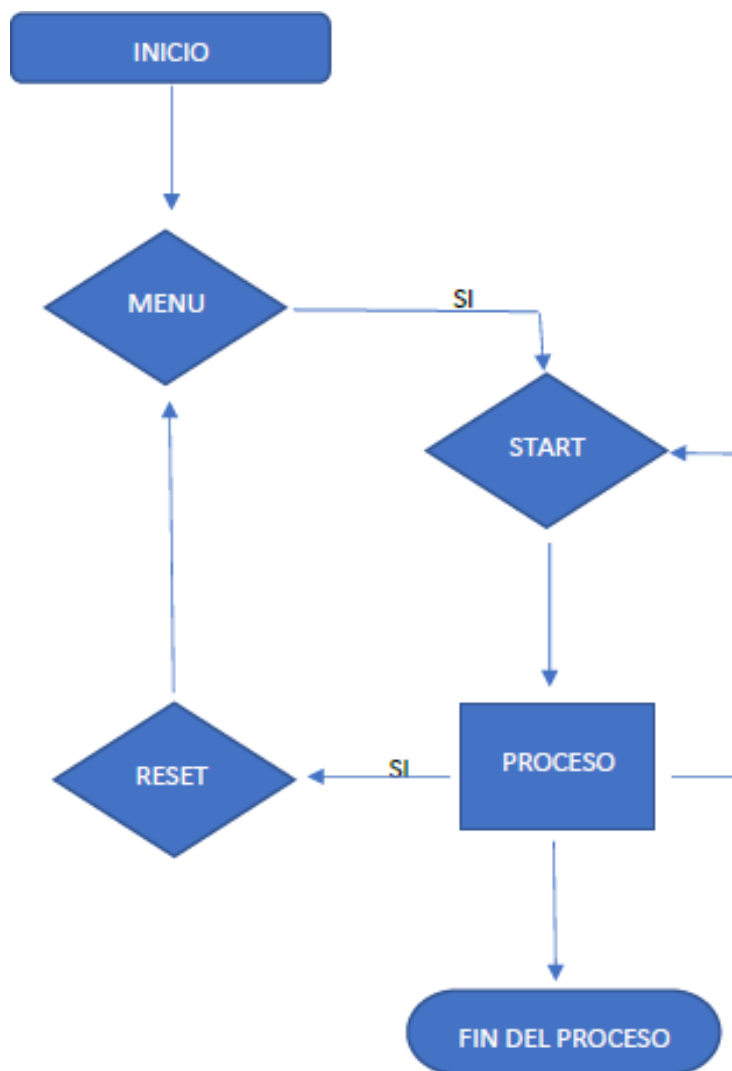 INICIO
MENU
SI
START
PROCESO
SI
RESET
FIN DEL PROCESO